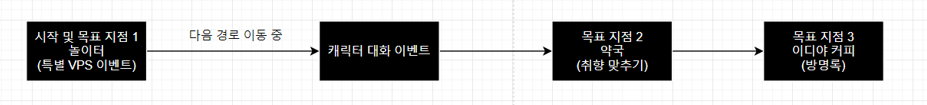 시작 및 목표 지점 1
놀이터
(특별 VPS 이벤트)
다음 경로 이동 중
캐릭터 대화 이벤트
목표 지점 2
약국
(취향 맞추기)
목표 지점 3
이디야 커피
(방명록)